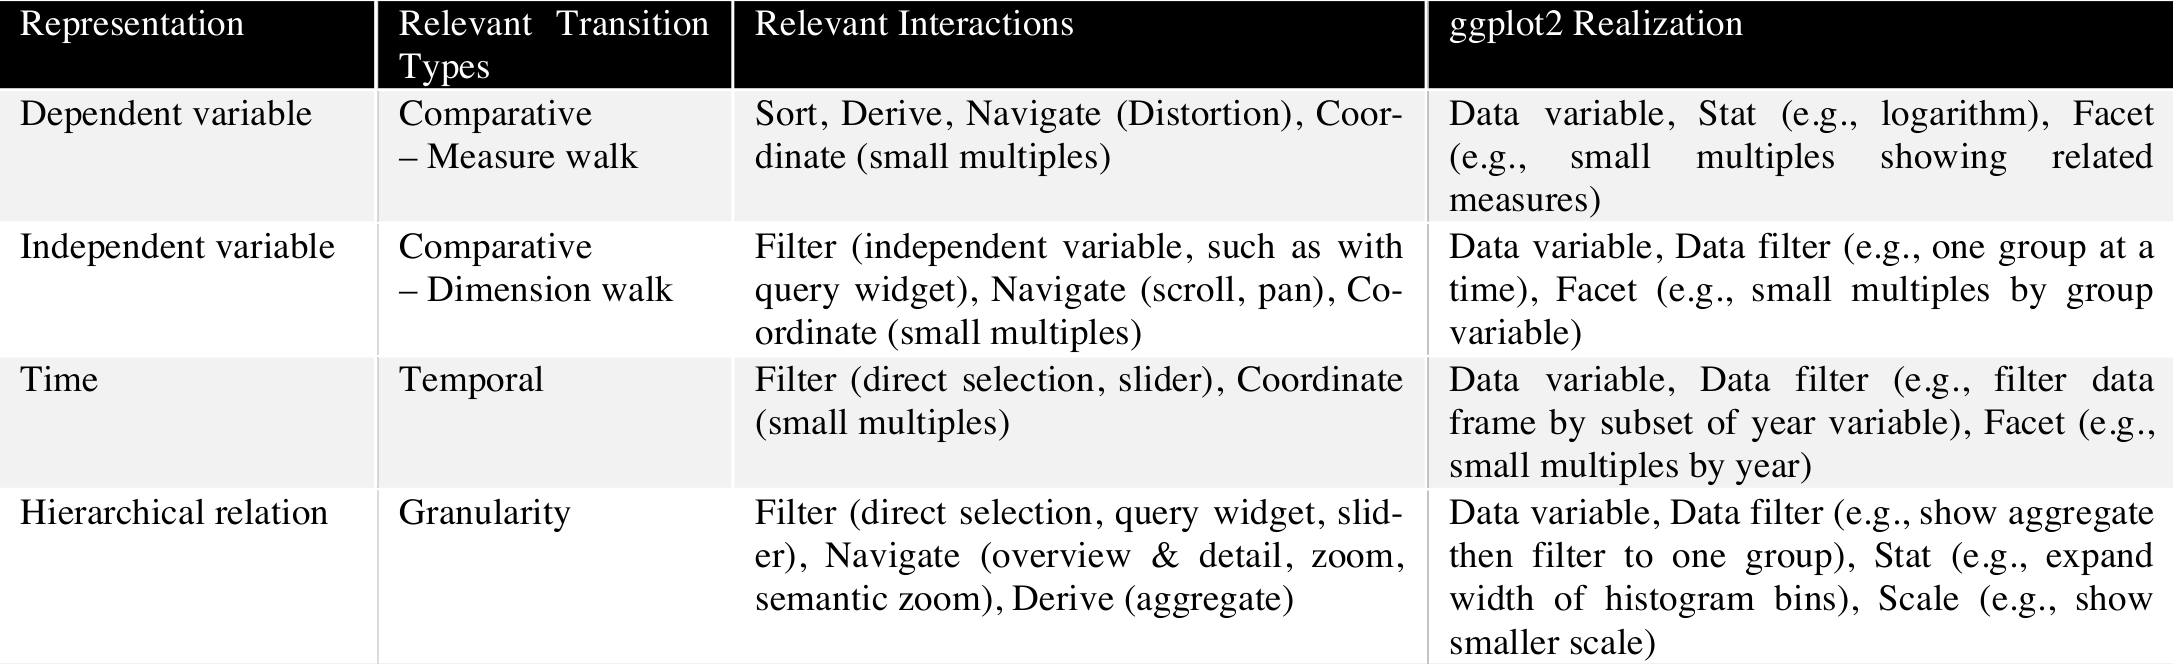 Representation
Relevant Transition
Types
Relevant Interactions
ggplot2 Realization
Dependent variable
Comparative
– Measure walk
Sort, Derive, Navigate (Distortion), Coor-
dinate (small multiples)
Data variable, Stat (e.g., logarithm), Facet
(e.g., small multiples showing related
measures)
Independent variable
Comparative
– Dimension walk
Filter (independent variable, such as with
query widget), Navigate (scroll, pan), Co-
ordinate (small multiples)
Data variable, Data filter (e.g., one group at a
time), Facet (e.g., small multiples by group
variable)
Time
Temporal
Filter (direct selection, slider), Coordinate
(small multiples)
Data variable, Data filter (e.g., filter data
frame by subset of year variable), Facet (e.g.,
small multiples by year)
Hierarchical relation
Granularity
Filter (direct selection, query widget, slid-
er), Navigate (overview & detail, zoom,
semantic zoom), Derive (aggregate)
Data variable, Data filter (e.g., show aggregate
then filter to one group), Stat (e.g., expand
width of histogram bins), Scale (e.g., show
smaller scale)